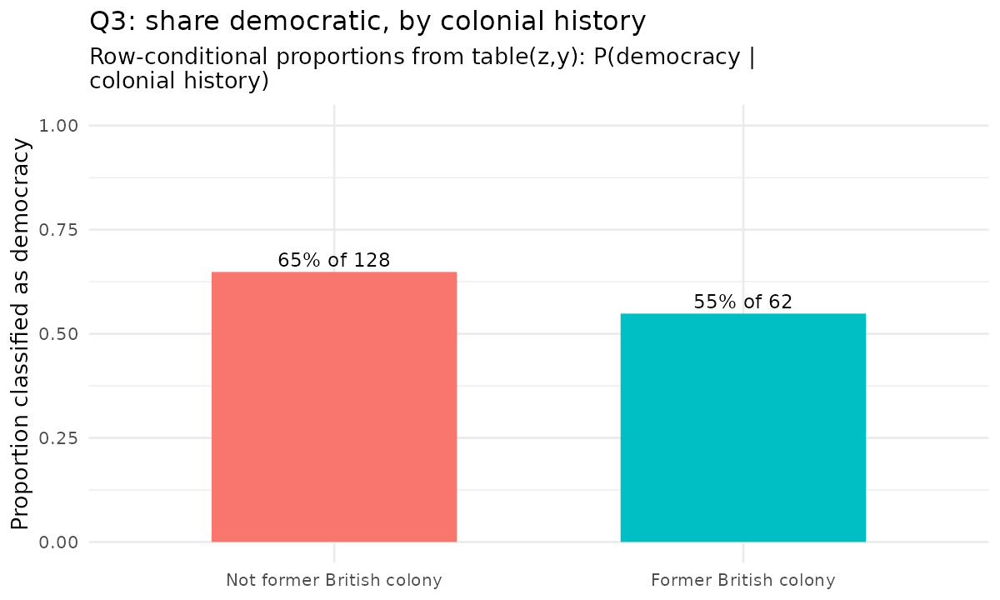 Q3: share democratic, by colonial history
Row-conditional proportions from table(z,y): P(democracy |
colonial history)
Proportion classified as democracy
1.00
0.75
0.50
0.25
0.00
65% of 128
55% of 62
Not former British colony
Former British colony